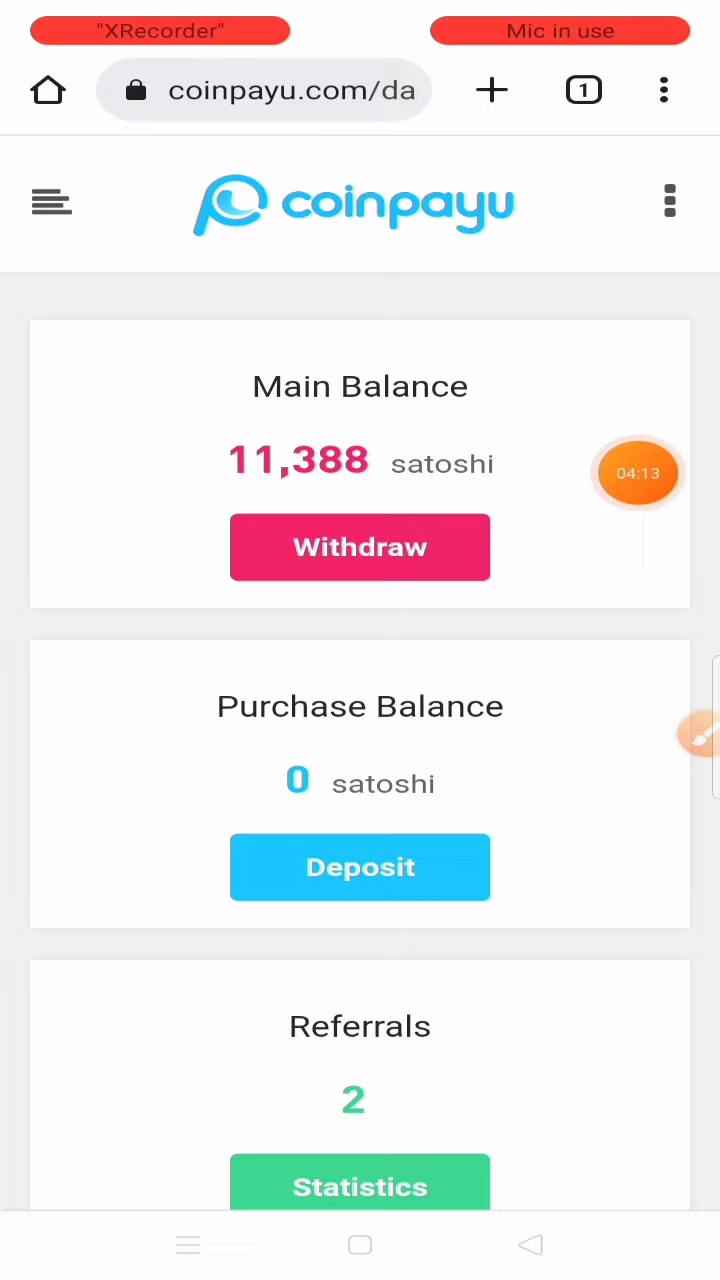 "XRecorder" Mic in use
coinpayu.com/da
1
coinpayu
Main Balance
11,388 satoshi
04:13
Withdraw
Purchase Balance
0 satoshi
Deposit
Referrals
2
Statistics